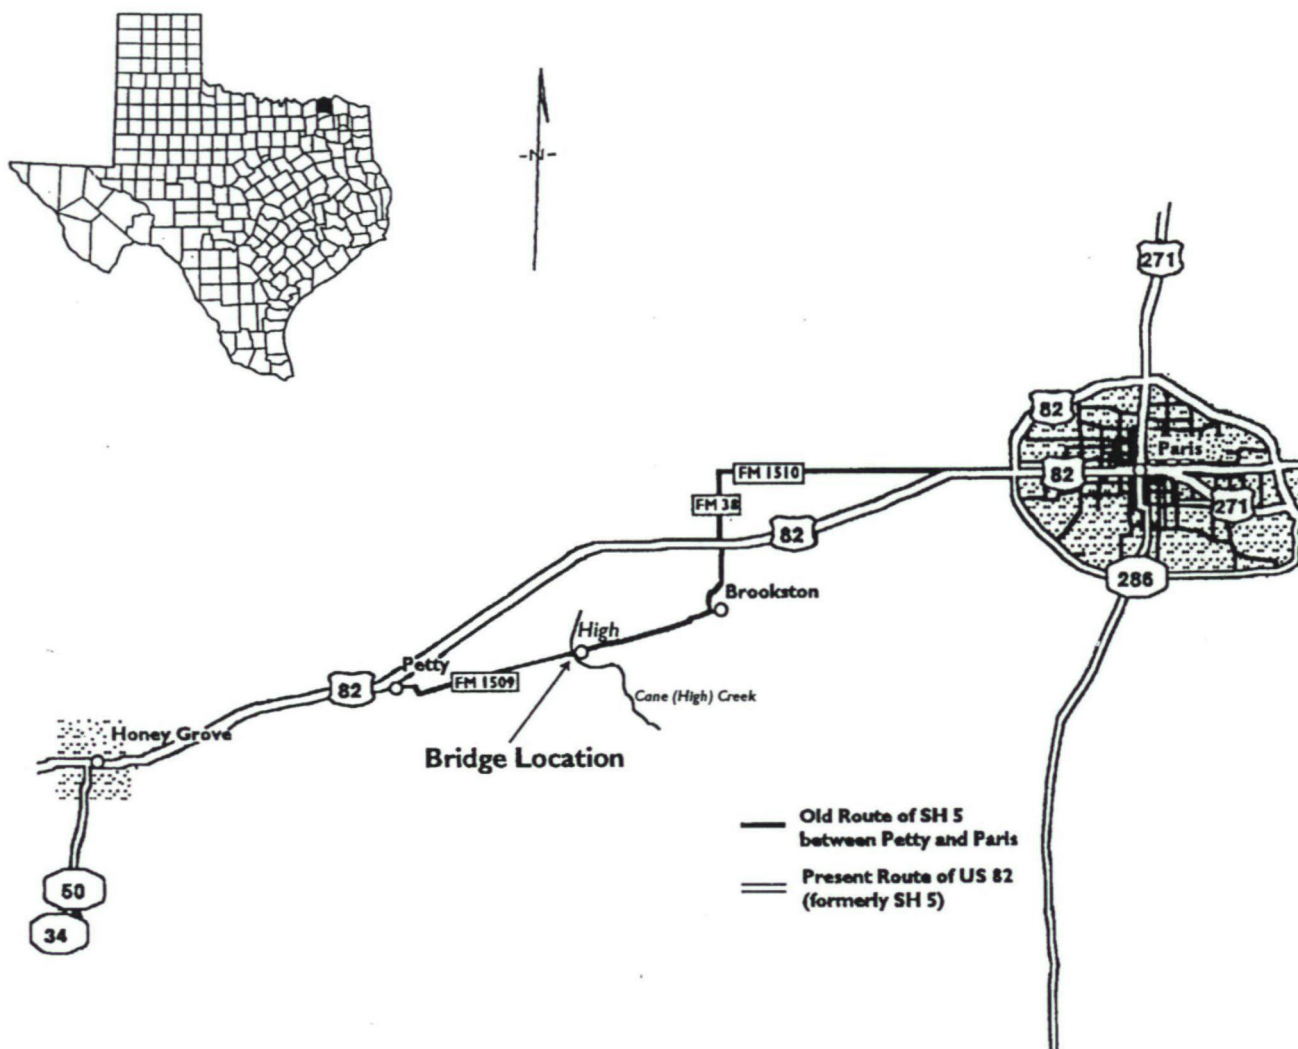 -N-
271
82
Paris
FM 1510
82
FM 38
271
82
286
Brookston
High
Petty
FM 1509
82
Cane (High) Creek
Honey Grove
Bridge Location
Old Route of SH 5
between Petty and Paris
Present Route of US 82
(formerly SH 5)
50
34